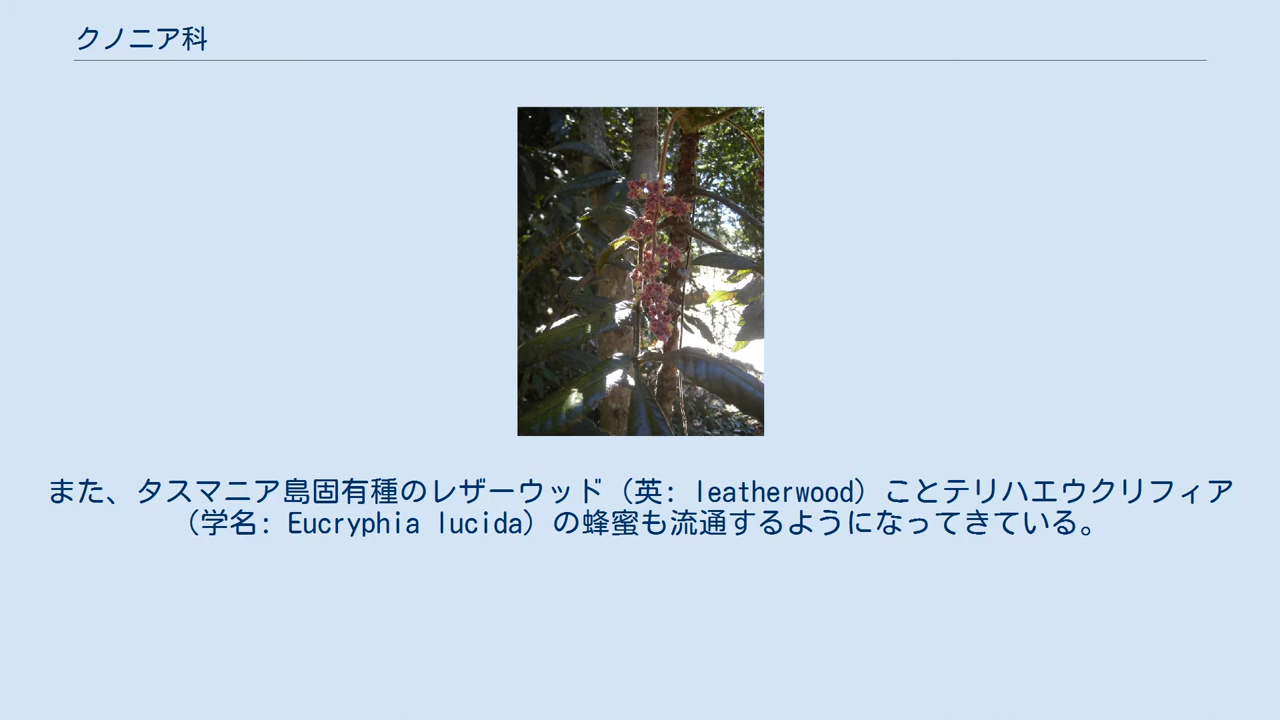 クノニア科
また、タスマニア島固有種のレザーウッド（英: leatherwood）ことテリハエウクリフィア
（学名: Eucryphia lucida）の蜂蜜も流通するようになってきている。